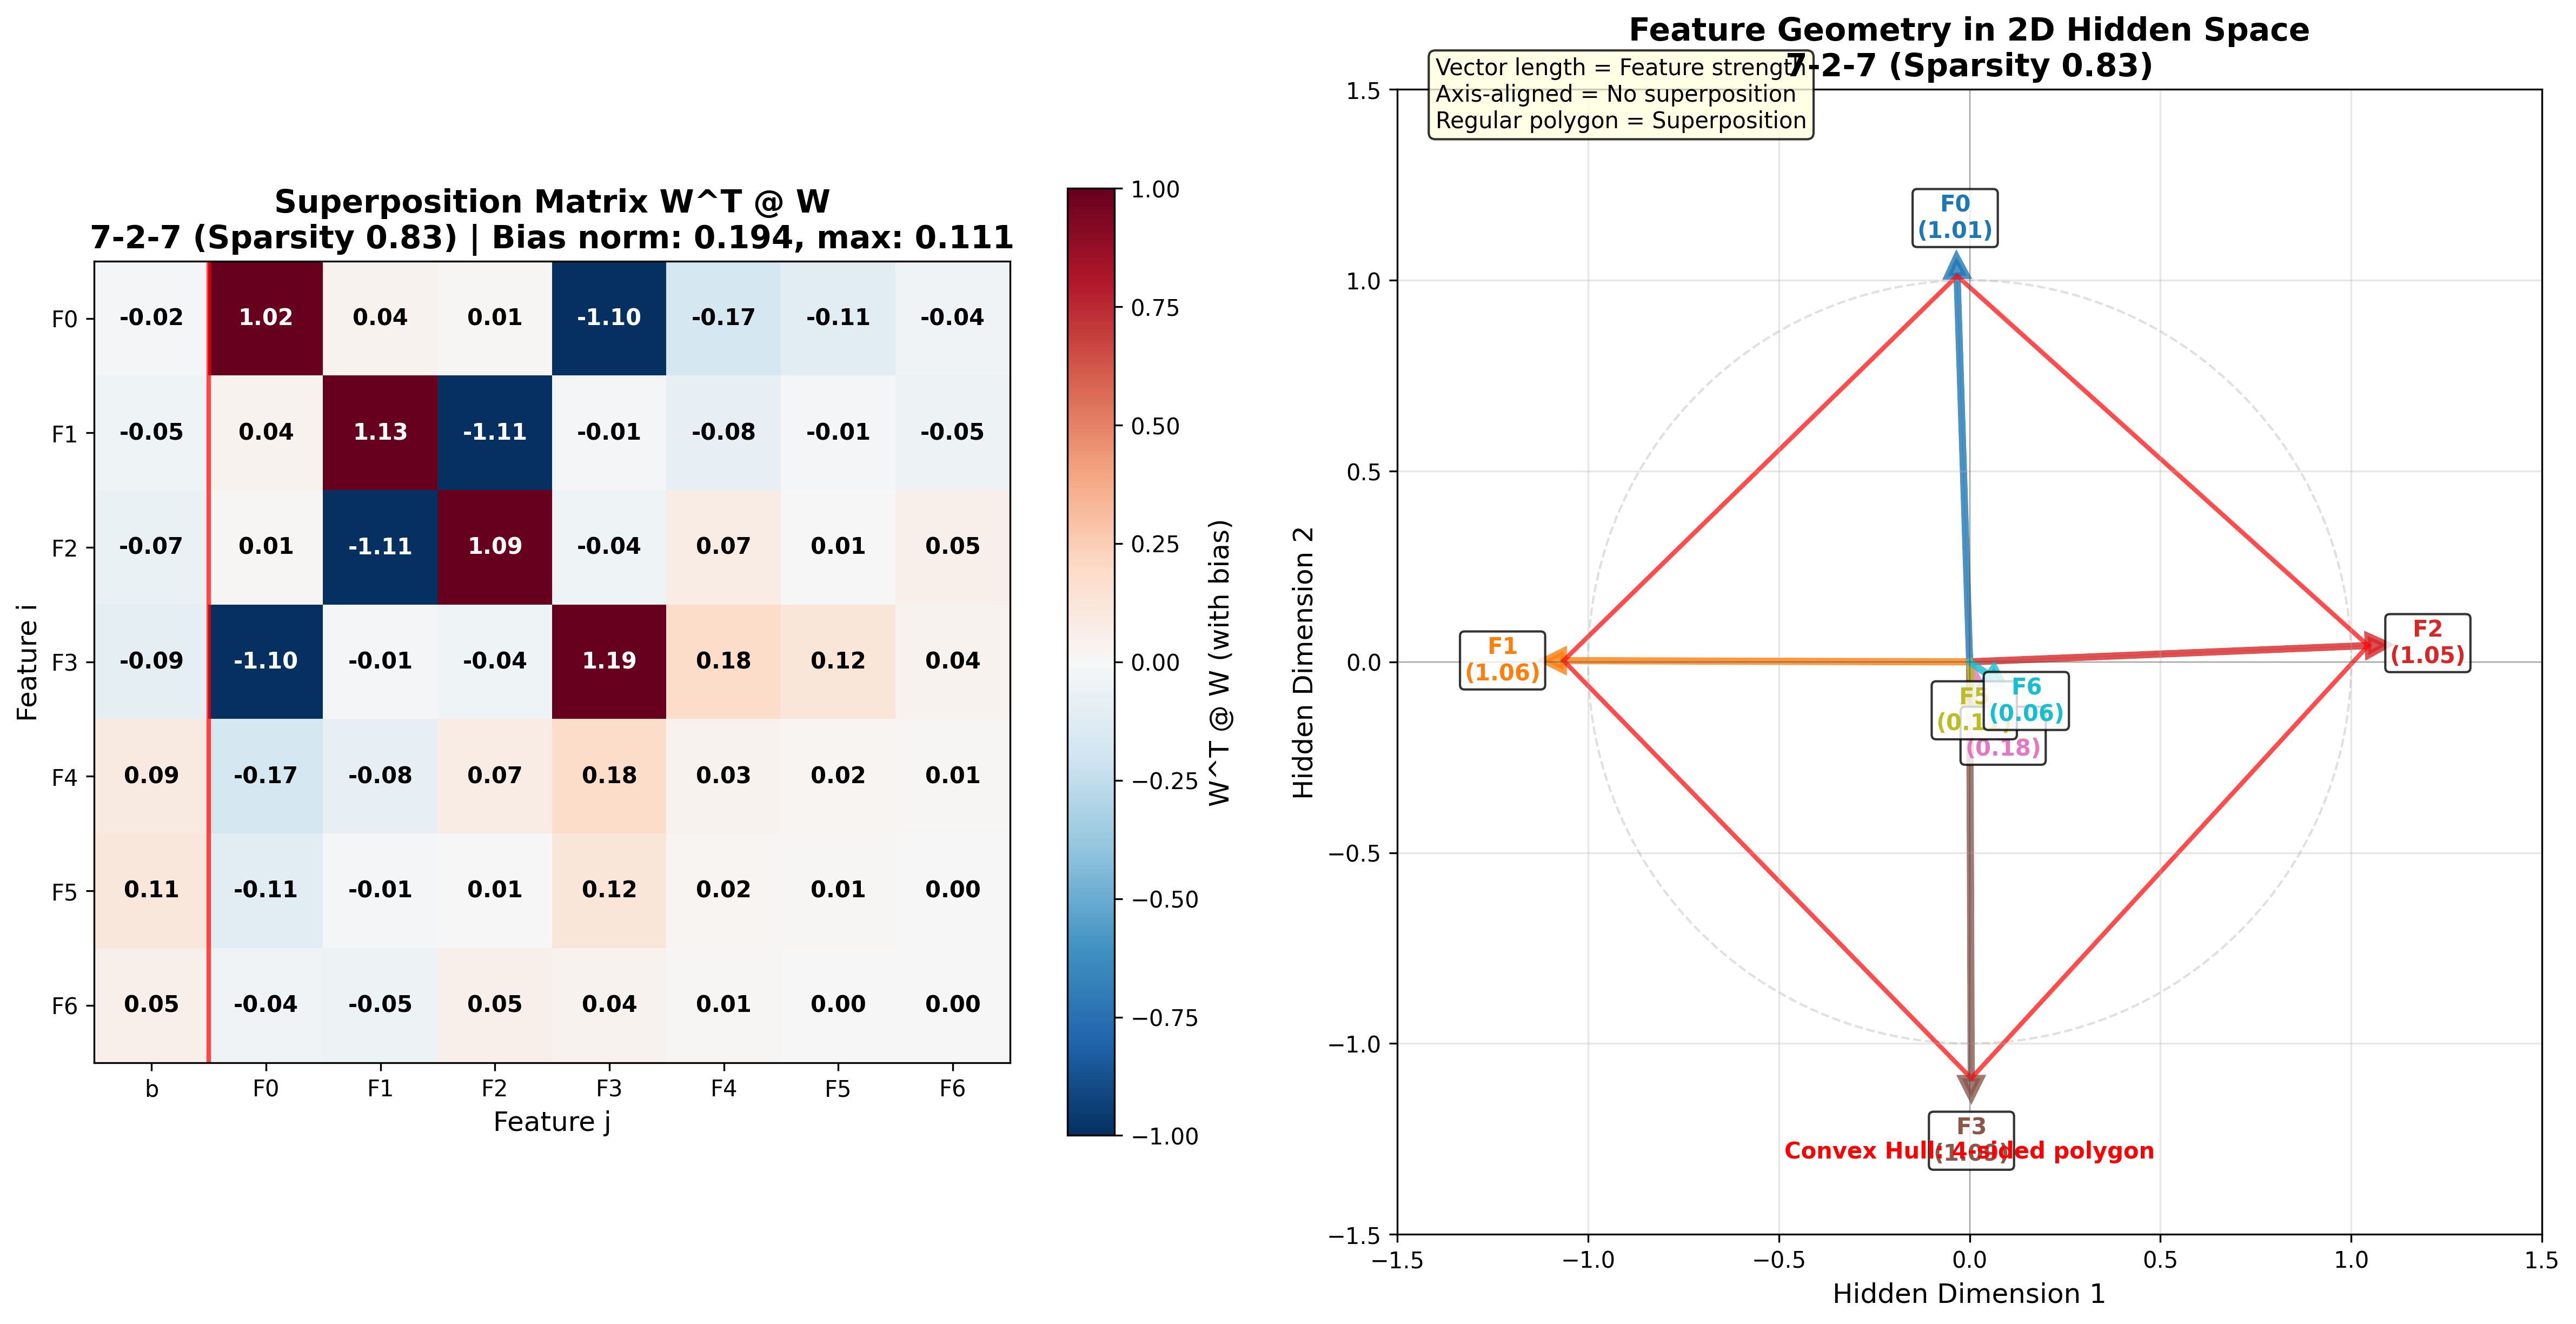 Superposition Matrix W^T @ W
7-2-7 (Sparsity 0.83) | Bias norm: 0.194, max: 0.111
Feature i
F0 -0.02 1.02 0.04 0.01 -1.10 -0.17 -0.11 -0.04
F1 -0.05 0.04 1.13 -1.11 -0.01 -0.08 -0.01 -0.05
F2 -0.07 0.01 -1.11 1.09 -0.04 0.07 0.01 0.05
F3 -0.09 -1.10 -0.01 -0.04 1.19 0.18 0.12 0.04
F4 0.09 -0.17 -0.08 0.07 0.18 0.03 0.02 0.01
F5 0.11 -0.11 -0.01 0.01 0.12 0.02 0.01 0.00
F6 0.05 -0.04 -0.05 0.05 0.04 0.01 0.00 0.00
b F0 F1 F2 F3 F4 F5 F6
Feature j
1.00
0.75
0.50
0.25
0.00
−0.25
−0.50
−0.75
−1.00
W^T @ W (with bias)
Feature Geometry in 2D Hidden Space
7-2-7 (Sparsity 0.83)
Vector length = Feature strength
Axis-aligned = No superposition
Regular polygon = Superposition
1.5
1.0
0.5
0.0
−0.5
−1.0
−1.5
Hidden Dimension 2
F0
(1.01)
F1
(1.06)
F2
(1.05)
F5
F6
(0.06)
(0.18)
F3
(1.09)
Convex Hull: 4-sided polygon
−1.5 −1.0 −0.5 0.0 0.5 1.0 1.5
Hidden Dimension 1